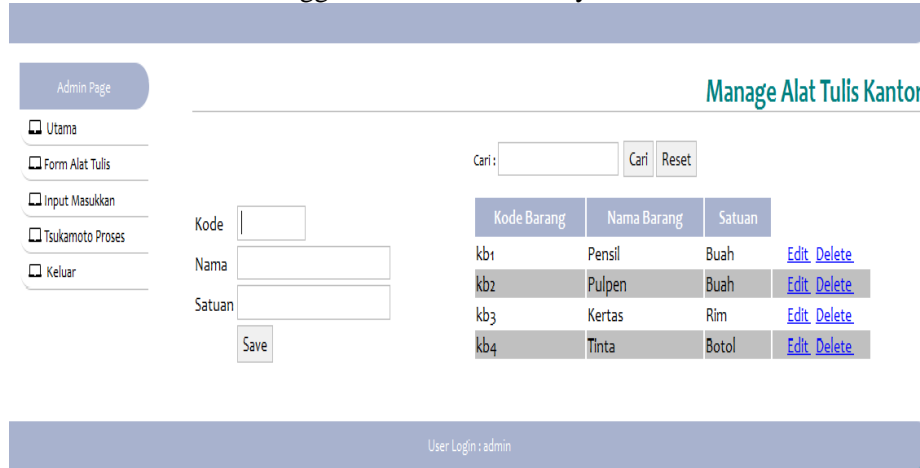 Admin Page
Manage Alat Tulis Kantor
Utama
Form Alat Tulis
Input Masukkan
Tsukamoto Proses
Keluar
Kode
Nama
Satuan
Save
Cari :
Cari Reset
Kode Barang Nama Barang Satuan
kb1 Pensil Buah Edit Delete
kb2 Pulpen Buah Edit Delete
kb3 Kertas Rim Edit Delete
kb4 Tinta Botol Edit Delete
User Login : admin